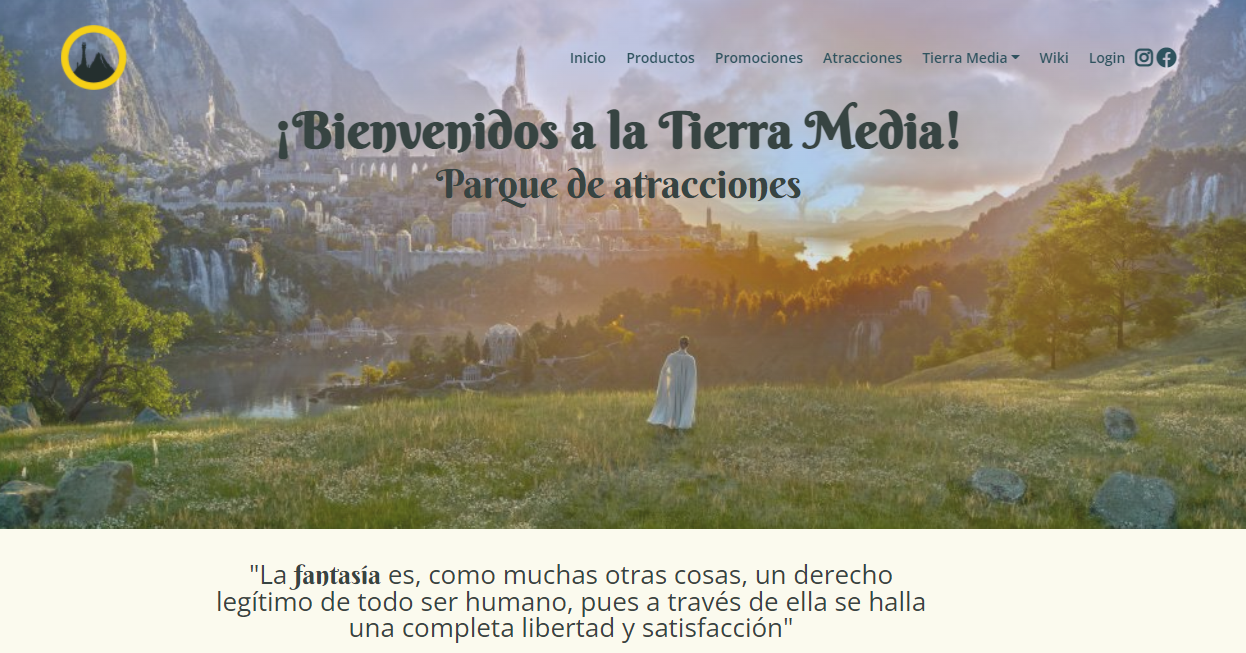 Inicio Productos Promociones Atracciones Tierra Media Wiki Login
¡Bienvenidos a la Tierra Media!
Parque de atracciones
"La fantasía es, como muchas otras cosas, un derecho
legítimo de todo ser humano, pues a través de ella se halla
una completa libertad y satisfacción"